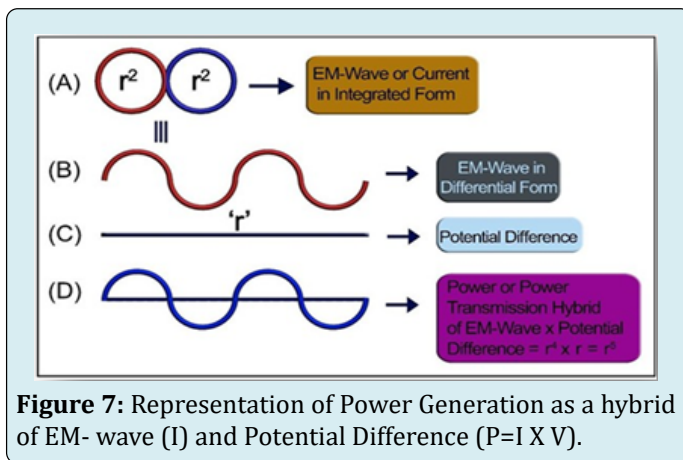 (A) r² r² EM-Wave or Current
in Integrated Form
(B) EM-Wave in
Differential Form
'r'
(C) Potential Difference
(D) Power or Power
Transmission Hybrid
of EM-Wave x Potential
Difference = r⁴ x r = r⁵
Figure 7: Representation of Power Generation as a hybrid
of EM- wave (I) and Potential Difference (P=I X V).